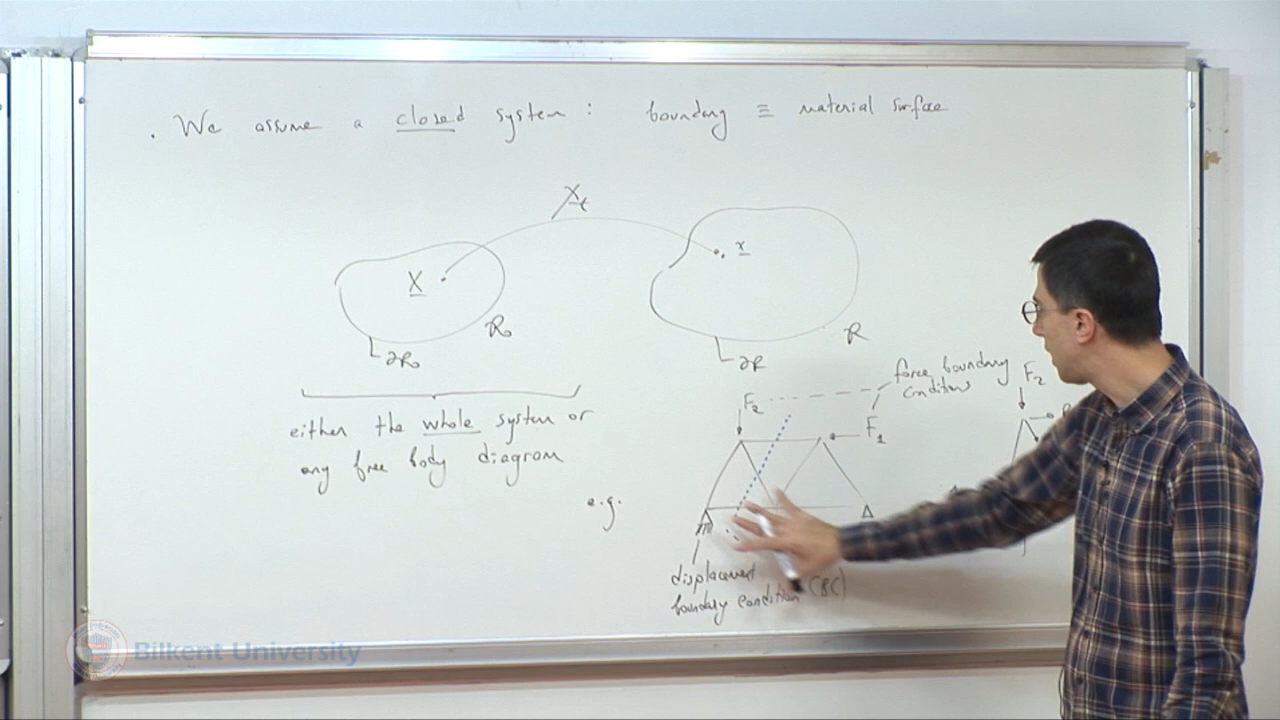 . We assume a closed system : boundary ≡ material surface
χt
X
x
R0
R
∂R0
∂R
force boundary
conditions
F2
F2
F1
either the whole system or
any free body diagram
e.g.
displacement
boundary condition (BC)
Bilkent University